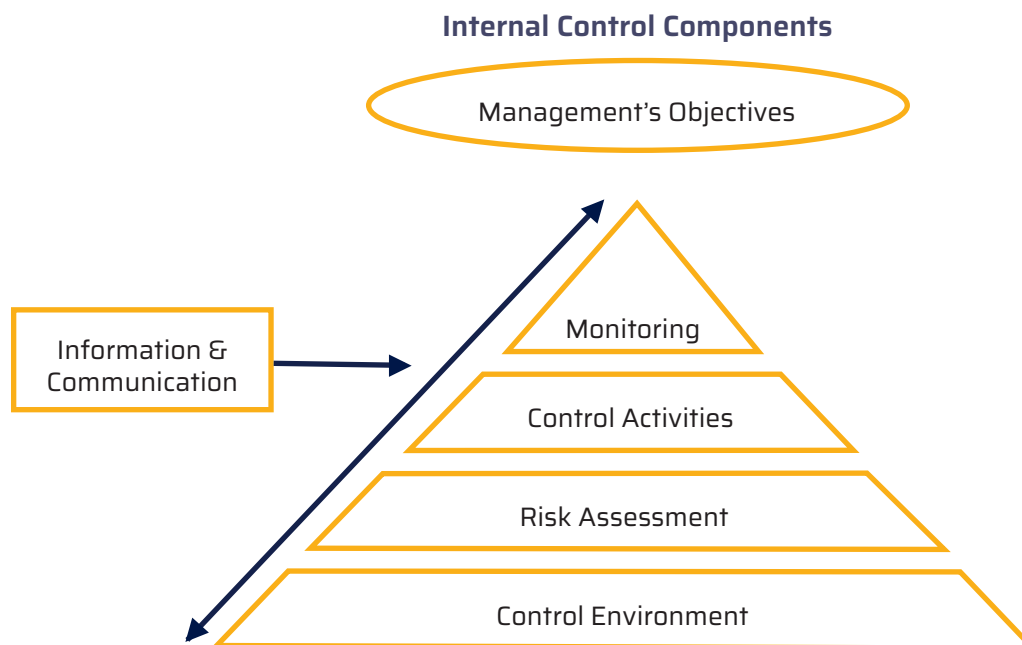 Internal Control Components
Management’s Objectives
Monitoring
Information &
Communication
Control Activities
Risk Assessment
Control Environment